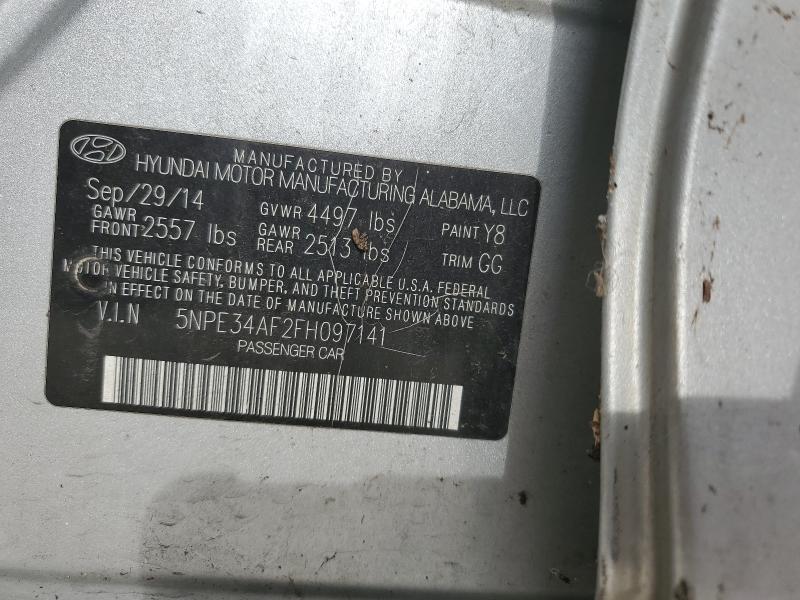 MANUFACTURED BY
HYUNDAI MOTOR MANUFACTURING ALABAMA, LLC
Sep/29/14 GVWR 4497 lbs PAINT Y8
GAWR FRONT 2557 lbs GAWR REAR 2513 lbs TRIM GG
THIS VEHICLE CONFORMS TO ALL APPLICABLE U.S.A. FEDERAL
MOTOR VEHICLE SAFETY, BUMPER, AND THEFT PREVENTION STANDARDS
IN EFFECT ON THE DATE OF MANUFACTURE SHOWN ABOVE
V.I.N 5NPE34AF2FH097141
PASSENGER CAR